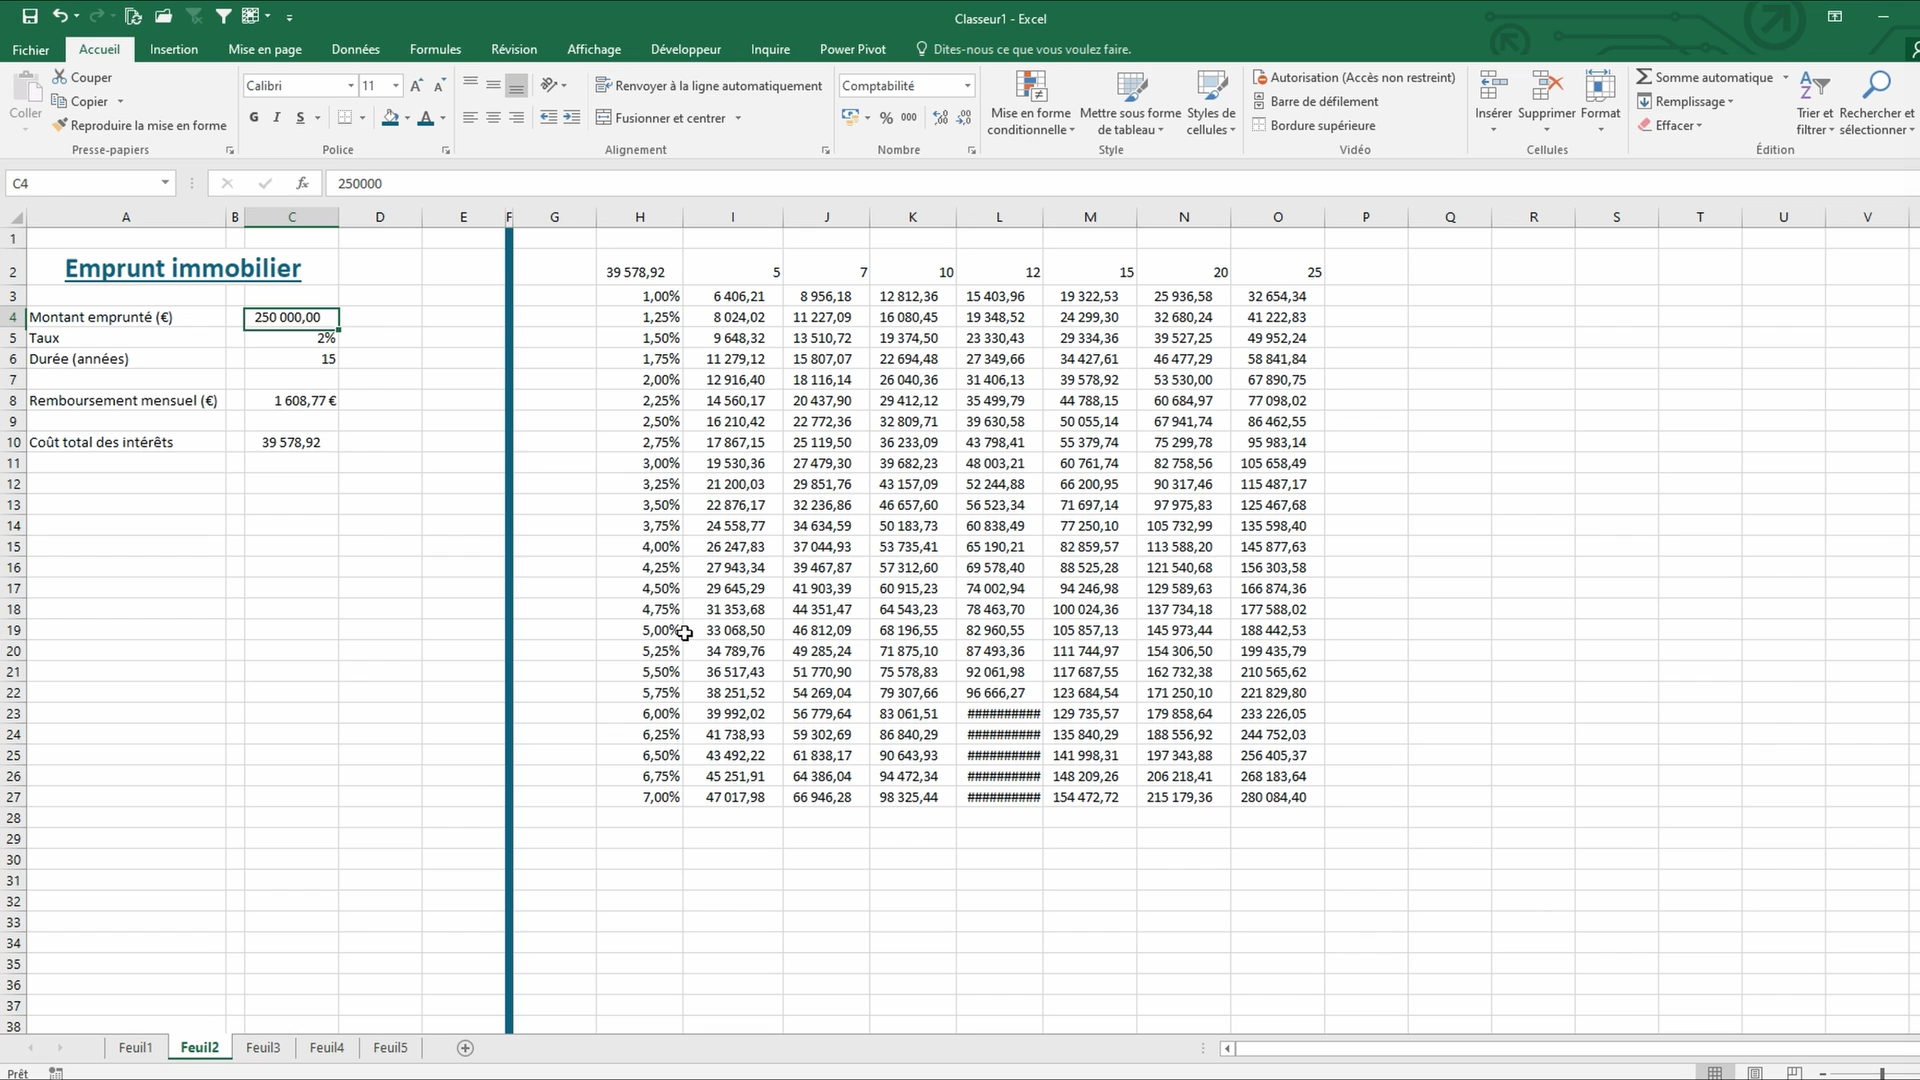 Classeur1 - Excel
Fichier Accueil Insertion Mise en page Données Formules Révision Affichage Développeur Inquire Power Pivot Dites-nous ce que vous voulez faire.
Coller
Couper
Copier
Reproduire la mise en forme
Presse-papiers
Calibri 11
G I S
Police
Renvoyer à la ligne automatiquement
Fusionner et centrer
Alignement
Comptabilité
% 000
Nombre
Mise en forme conditionnelle
Mettre sous forme de tableau
Styles de cellules
Style
Autorisation (Accès non restreint)
Barre de défilement
Bordure supérieure
Vidéo
Insérer Supprimer Format
Cellules
Somme automatique
Remplissage
Effacer
Trier et filtrer
Rechercher et sélectionner
Édition
C4 fx 250000
A B C D E F G H I J K L M N O P Q R S T U V
1
2 Emprunt immobilier 39 578,92 5 7 10 12 15 20 25
3 1,00% 6 406,21 8 956,18 12 812,36 15 403,96 19 322,53 25 936,58 32 654,34
4 Montant emprunté (€) 250 000,00 1,25% 8 024,02 11 227,09 16 080,45 19 348,52 24 299,30 32 680,24 41 222,83
5 Taux 2% 1,50% 9 648,32 13 510,72 19 374,50 23 330,43 29 334,36 39 527,25 49 952,24
6 Durée (années) 15 1,75% 11 279,12 15 807,07 22 694,48 27 349,66 34 427,61 46 477,29 58 841,84
7 2,00% 12 916,40 18 116,14 26 040,36 31 406,13 39 578,92 53 530,00 67 890,75
8 Remboursement mensuel (€) 1 608,77 € 2,25% 14 560,17 20 437,90 29 412,12 35 499,79 44 788,15 60 684,97 77 098,02
9 2,50% 16 210,42 22 772,36 32 809,71 39 630,58 50 055,14 67 941,74 86 462,55
10 Coût total des intérêts 39 578,92 2,75% 17 867,15 25 119,50 36 233,09 43 798,41 55 379,74 75 299,78 95 983,14
11 3,00% 19 530,36 27 479,30 39 682,23 48 003,21 60 761,74 82 758,56 105 658,49
12 3,25% 21 200,03 29 851,76 43 157,09 52 244,88 66 200,95 90 317,46 115 487,17
13 3,50% 22 876,17 32 236,86 46 657,60 56 523,34 71 697,14 97 975,83 125 467,68
14 3,75% 24 558,77 34 634,59 50 183,73 60 838,49 77 250,10 105 732,99 135 598,40
15 4,00% 26 247,83 37 044,93 53 735,41 65 190,21 82 859,57 113 588,20 145 877,63
16 4,25% 27 943,34 39 467,87 57 312,60 69 578,40 88 525,28 121 540,68 156 303,58
17 4,50% 29 645,29 41 903,39 60 915,23 74 002,94 94 246,98 129 589,63 166 874,36
18 4,75% 31 353,68 44 351,47 64 543,23 78 463,70 100 024,36 137 734,18 177 588,02
19 5,00% 33 068,50 46 812,09 68 196,55 82 960,55 105 857,13 145 973,44 188 442,53
20 5,25% 34 789,76 49 285,24 71 875,10 87 493,36 111 744,97 154 306,50 199 435,79
21 5,50% 36 517,43 51 770,90 75 578,83 92 061,98 117 687,55 162 732,38 210 565,62
22 5,75% 38 251,52 54 269,04 79 307,66 96 666,27 123 684,54 171 250,10 221 829,80
23 6,00% 39 992,02 56 779,64 83 061,51 ########## 129 735,57 179 858,64 233 226,05
24 6,25% 41 738,93 59 302,69 86 840,29 ########## 135 840,29 188 556,92 244 752,03
25 6,50% 43 492,22 61 838,17 90 643,93 ########## 141 998,31 197 343,88 256 405,37
26 6,75% 45 251,91 64 386,04 94 472,34 ########## 148 209,26 206 218,41 268 183,64
27 7,00% 47 017,98 66 946,28 98 325,44 ########## 154 472,72 215 179,36 280 084,40
28
29
30
31
32
33
34
35
36
37
38
Feuil1 Feuil2 Feuil3 Feuil4 Feuil5
Prêt